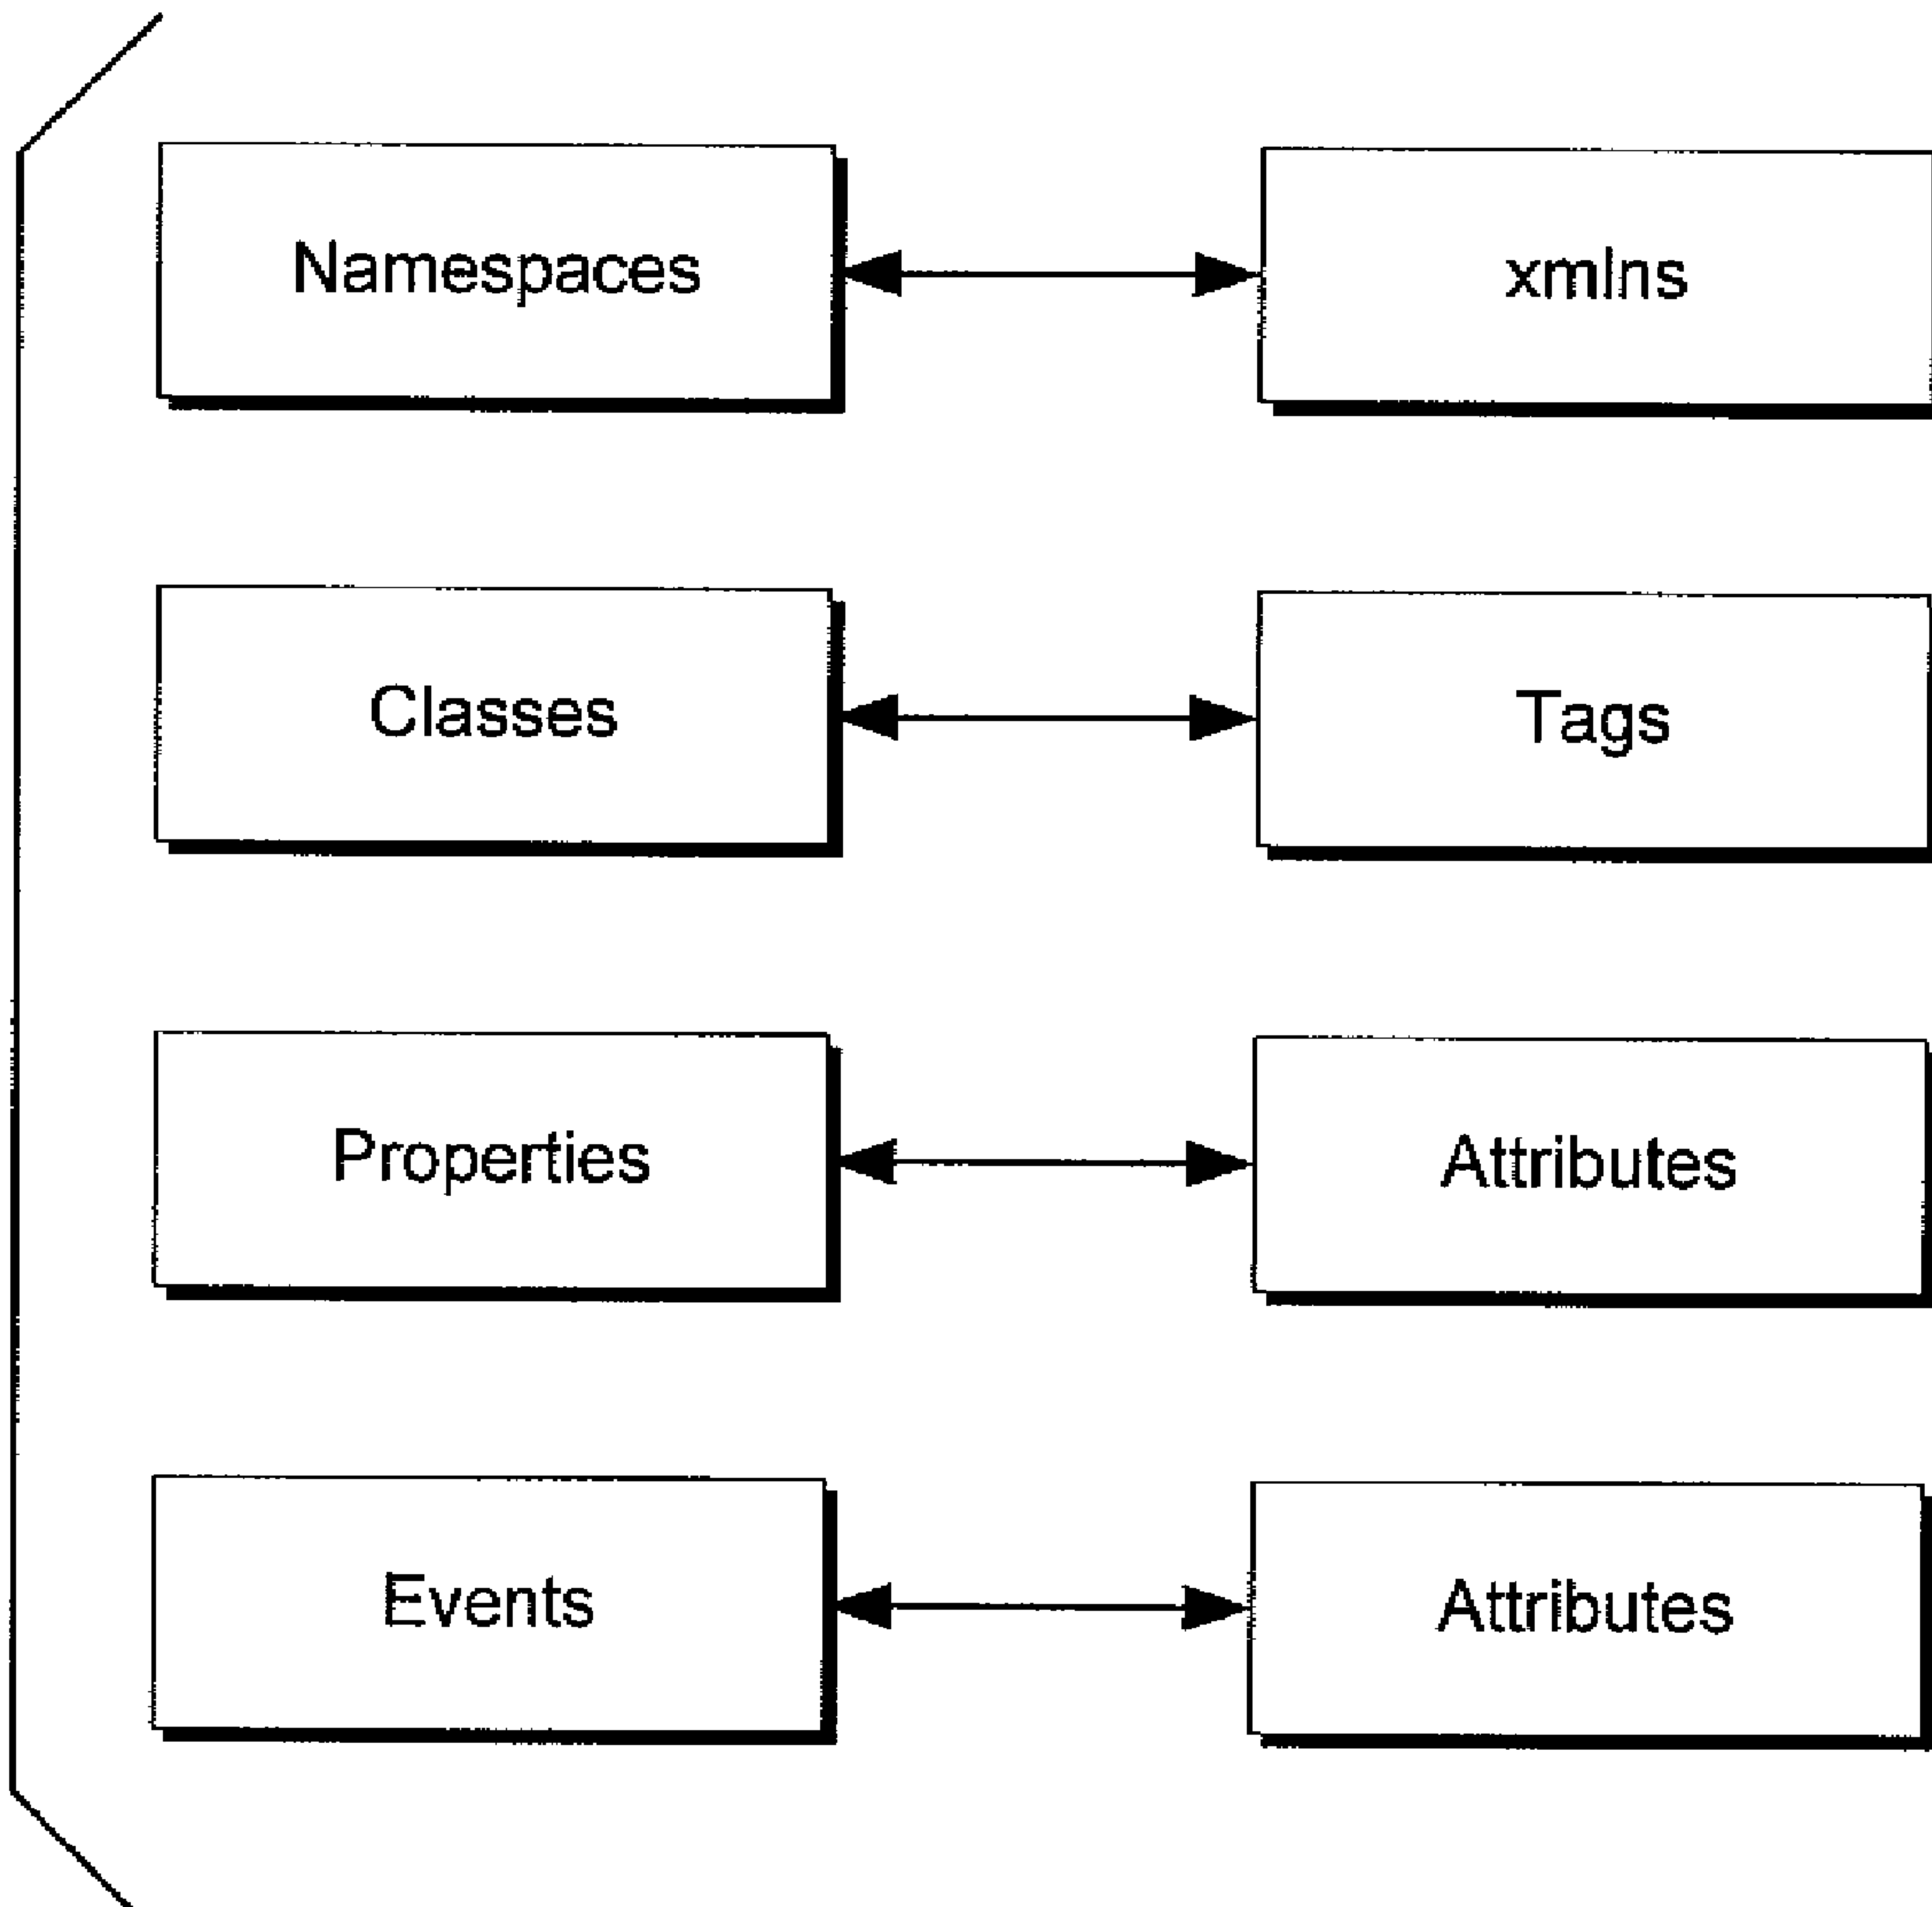 Namespaces
xmlns
Classes
Tags
Properties
Attributes
Events
Attributes